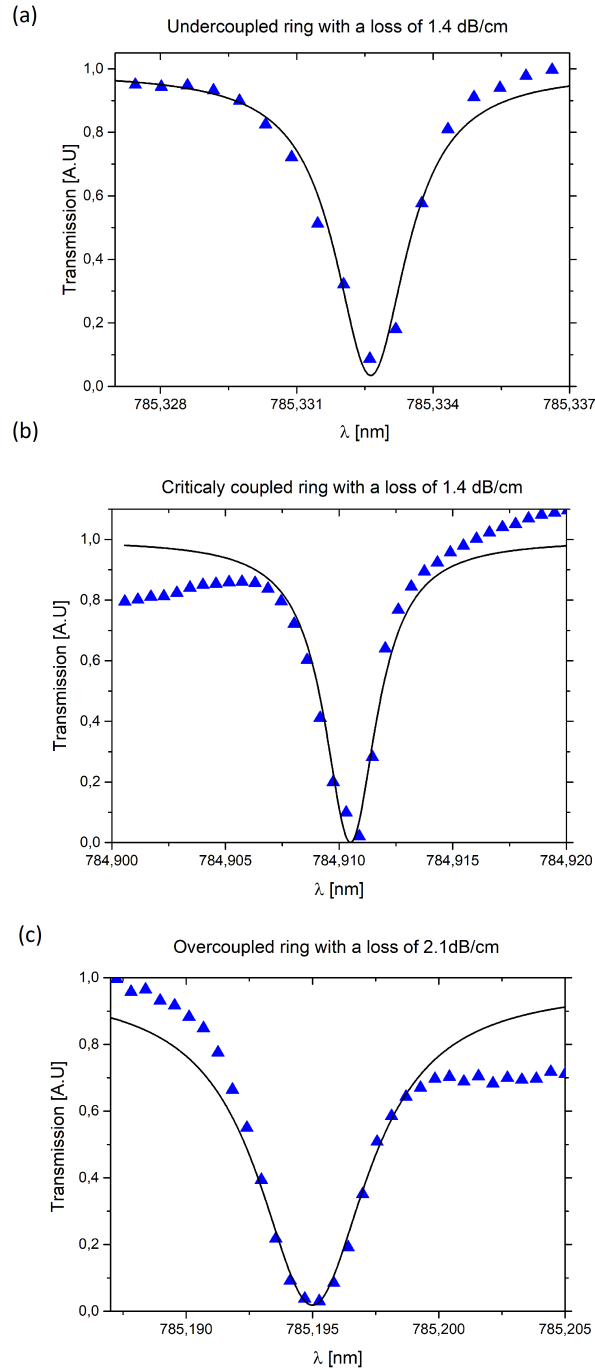 (a)
Undercoupled ring with a loss of 1.4 dB/cm
Transmission [A.U]
1,0
0,8
0,6
0,4
0,2
0,0
785,328
785,331
785,334
785,337
λ [nm]
(b)
Criticaly coupled ring with a loss of 1.4 dB/cm
Transmission [A.U]
1,0
0,8
0,6
0,4
0,2
0,0
784,900
784,905
784,910
784,915
784,920
λ [nm]
(c)
Overcoupled ring with a loss of 2.1dB/cm
Transmission [A.U]
1,0
0,8
0,6
0,4
0,2
0,0
785,190
785,195
785,200
785,205
λ [nm]